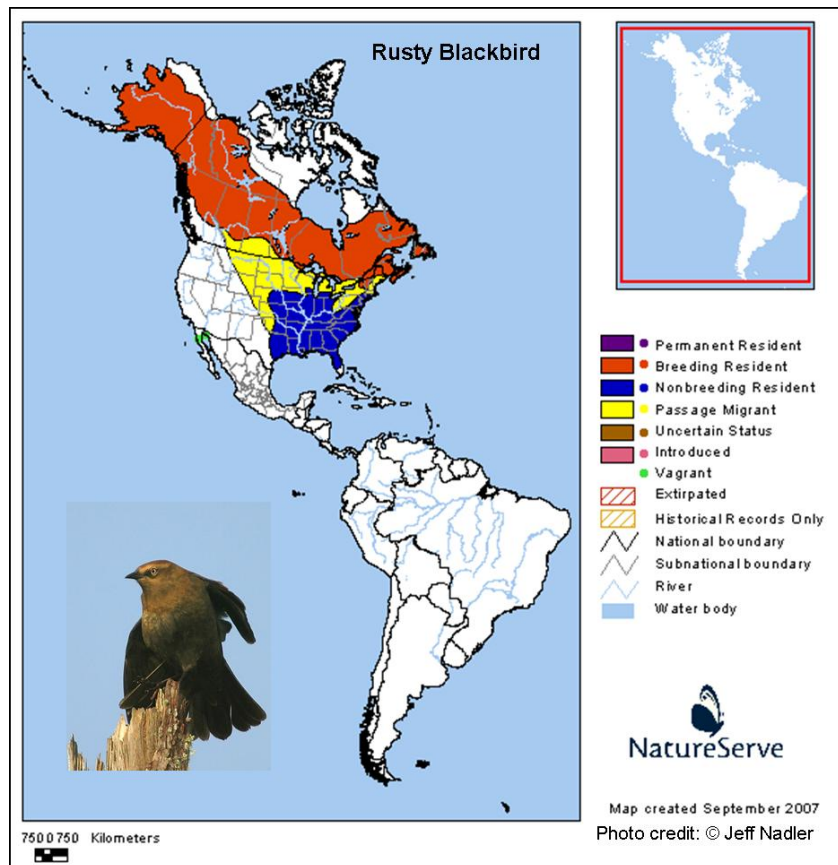 Rusty Blackbird
Permanent Resident
Breeding Resident
Nonbreeding Resident
Passage Migrant
Uncertain Status
Introduced
Vagrant
Extirpated
Historical Records Only
National boundary
Subnational boundary
River
Water body
NatureServe
Map created September 2007
Photo credit: © Jeff Nadler
750 0 750 Kilometers